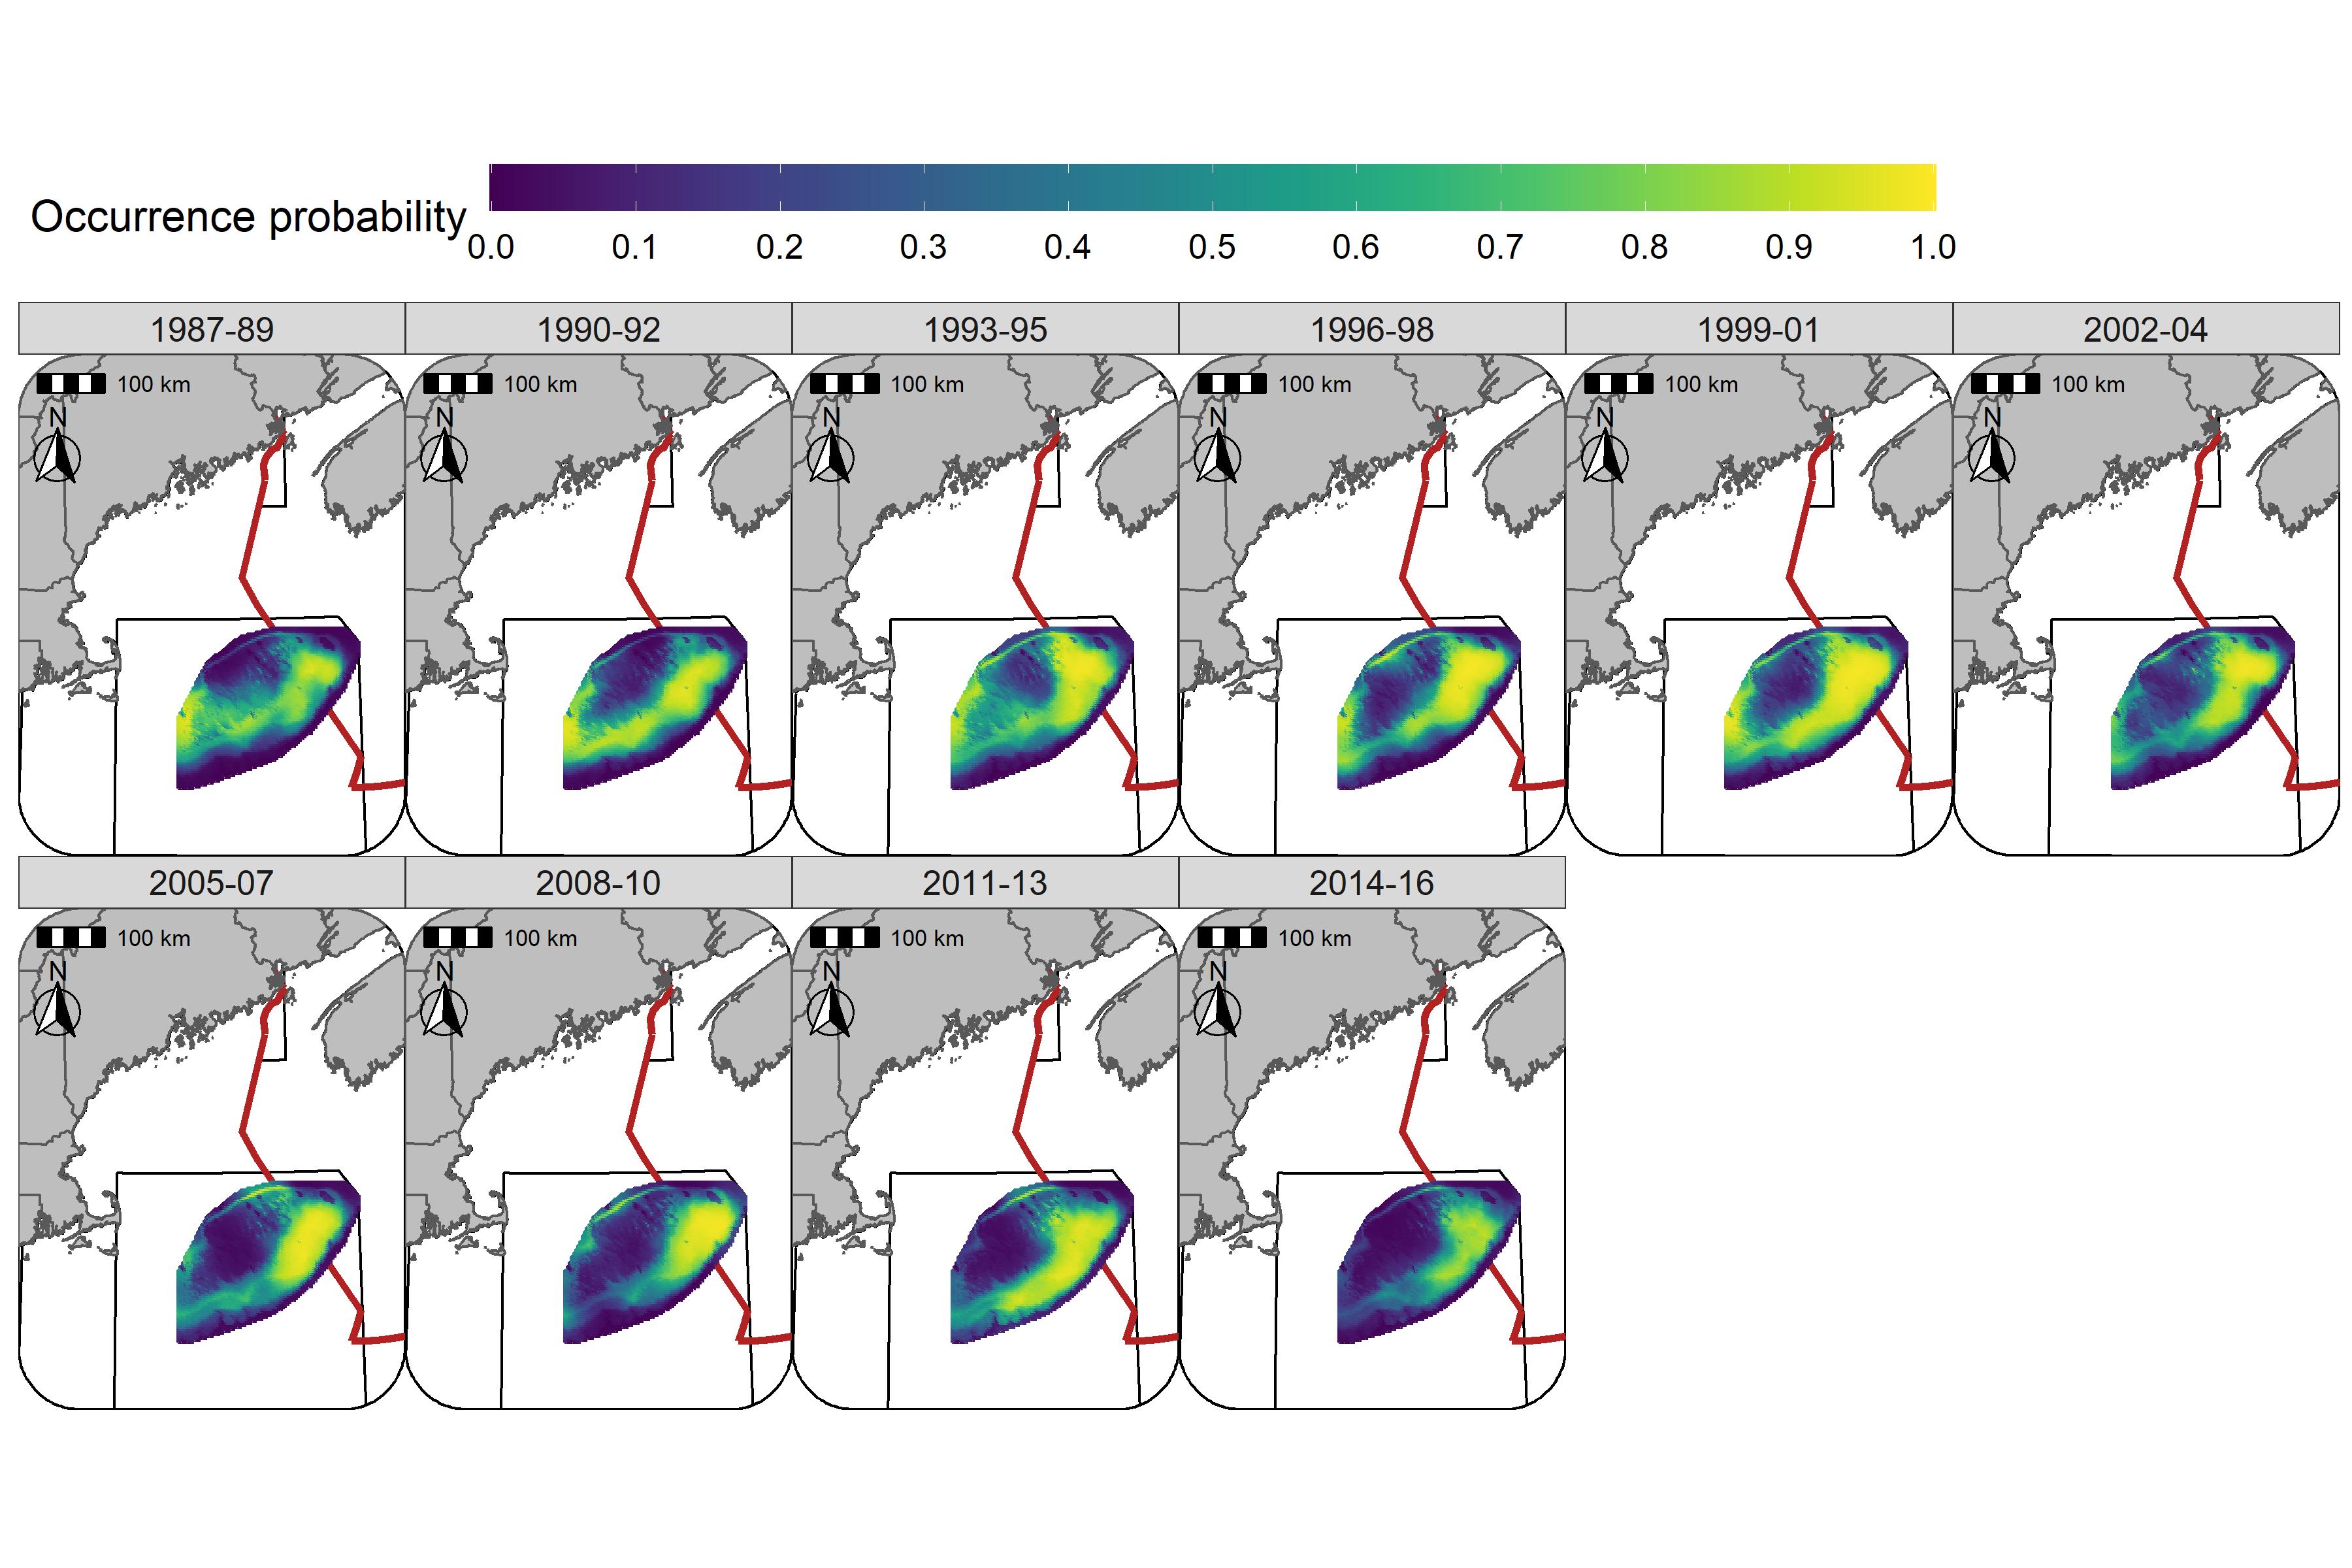 Occurrence probability
0.0 0.1 0.2 0.3 0.4 0.5 0.6 0.7 0.8 0.9 1.0
1987-89 1990-92 1993-95 1996-98 1999-01 2002-04
100 km 100 km 100 km 100 km 100 km 100 km
N N N N N N
2005-07 2008-10 2011-13 2014-16
100 km 100 km 100 km 100 km
N N N N